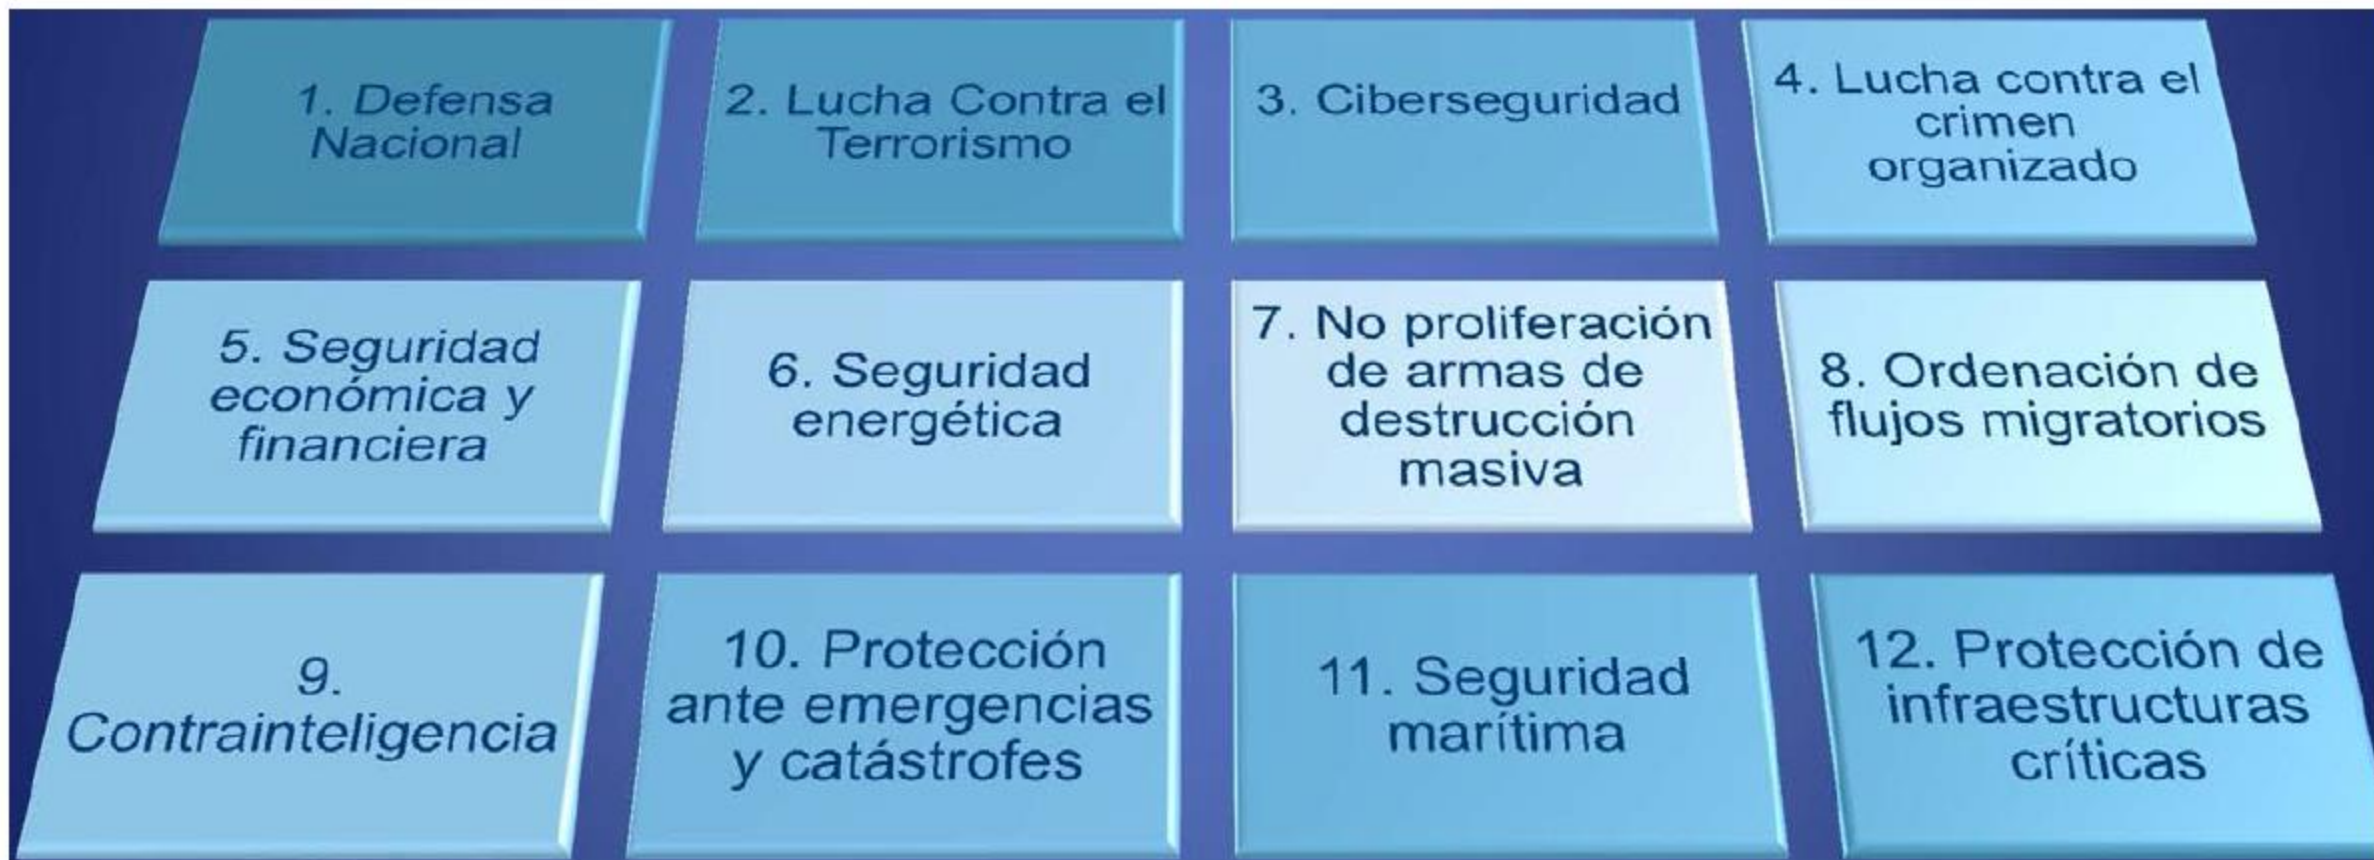 1. Defensa
Nacional
2. Lucha Contra el
Terrorismo
3. Ciberseguridad
4. Lucha contra el
crimen
organizado
5. Seguridad
económica y
financiera
6. Seguridad
energética
7. No proliferación
de armas de
destrucción
masiva
8. Ordenación de
flujos migratorios
9.
Contrainteligencia
10. Protección
ante emergencias
y catástrofes
11. Seguridad
marítima
12. Protección de
infraestructuras
críticas